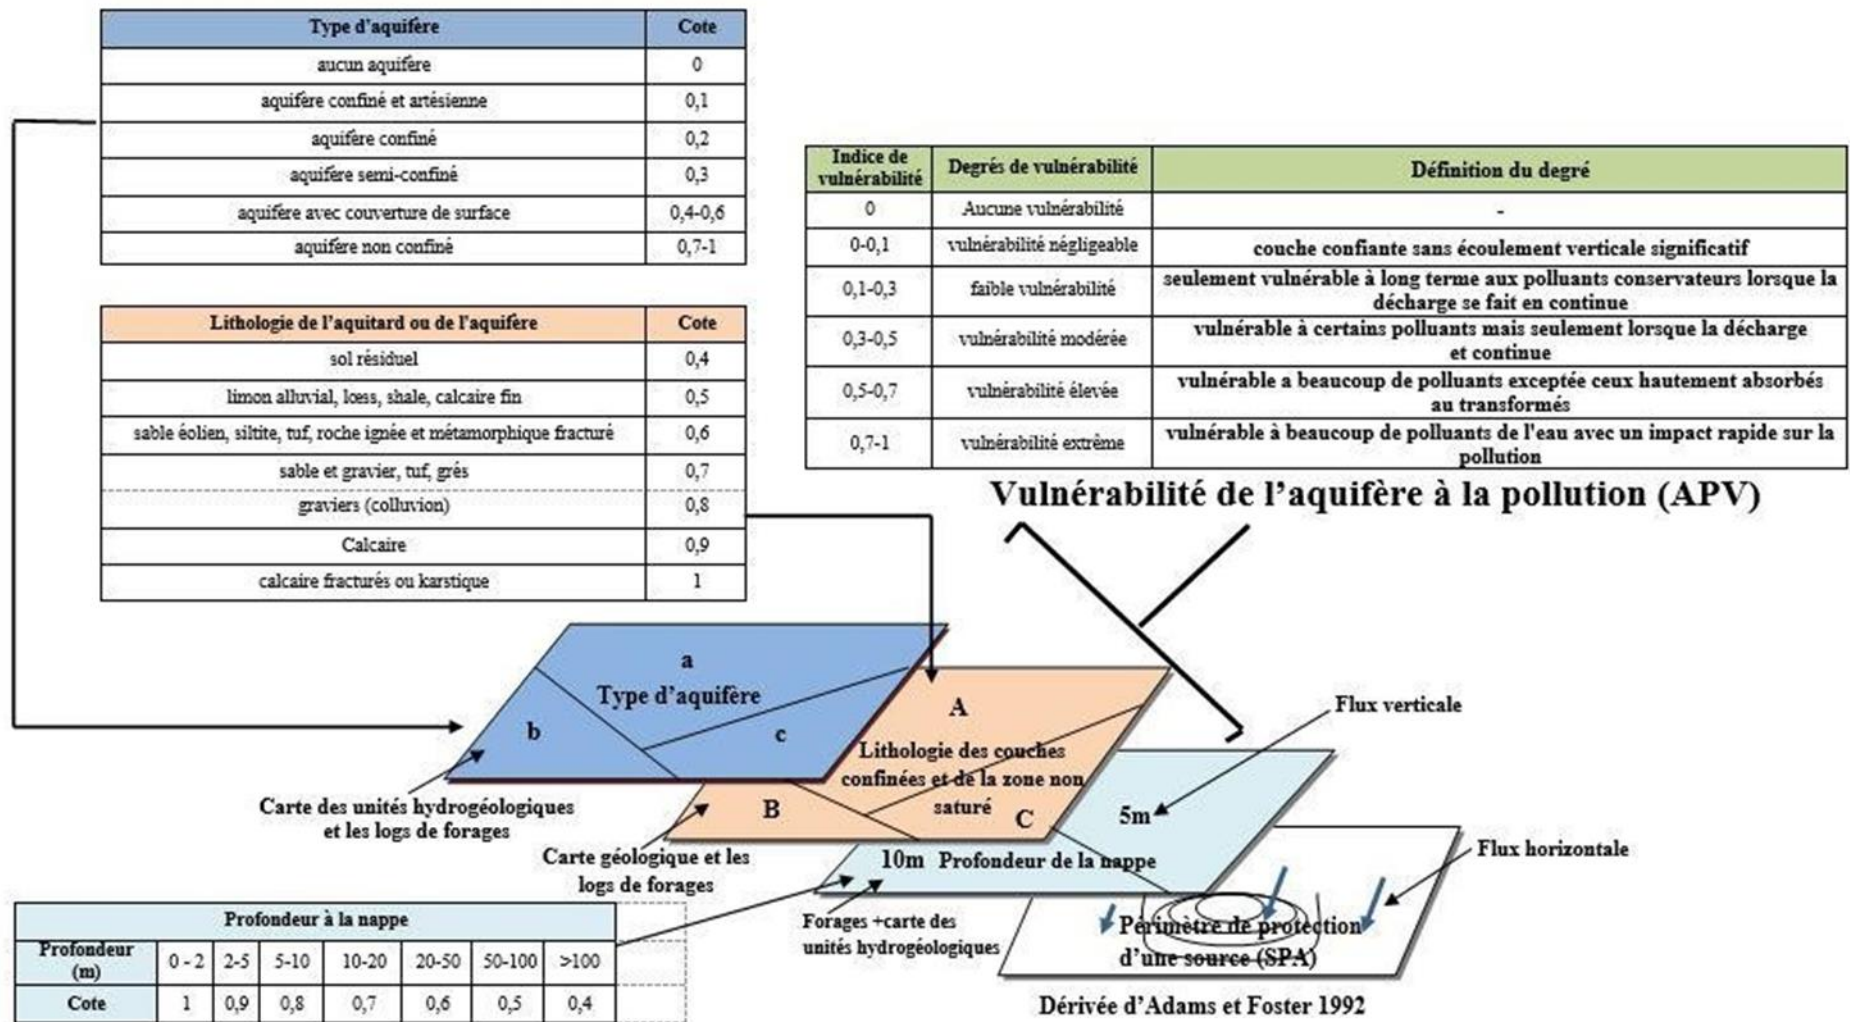 Type d'aquifère Cote
aucun aquifère 0
aquifère confiné et artésienne 0,1
aquifère confiné 0,2
aquifère semi-confiné 0,3
aquifère avec couverture de surface 0,4-0,6
aquifère non confiné 0,7-1
Lithologie de l'aquitard ou de l'aquifère Cote
sol résiduel 0,4
limon alluvial, lœss, shale, calcaire fin 0,5
sable éolien, siltite, tuf, roche ignée et métamorphique fracturé 0,6
sable et gravier, tuf, grés 0,7
graviers (colluvion) 0,8
Calcaire 0,9
calcaire fracturés ou karstique 1
Indice de
vulnérabilité
Degrés de vulnérabilité
Définition du degré
0 Aucune vulnérabilité -
0-0,1 vulnérabilité négligeable couche confiante sans écoulement verticale significatif
0,1-0,3 faible vulnérabilité seulement vulnérable à long terme aux polluants conservateurs lorsque la
décharge se fait en continue
0,3-0,5 vulnérabilité modérée vulnérable à certains polluants mais seulement lorsque la décharge
et continue
0,5-0,7 vulnérabilité élevée vulnérable a beaucoup de polluants exceptée ceux hautement absorbés
au transformés
0,7-1 vulnérabilité extrême vulnérable à beaucoup de polluants de l'eau avec un impact rapide sur la
pollution
Vulnérabilité de l'aquifère à la pollution (APV)
a
Type d'aquifère
b
c
A
Lithologie des couches
confinées et de la zone non
saturé
B
C
Flux verticale
5m
10m Profondeur de la nappe
Flux horizontale
Périmètre de protection
d'une source (SPA)
Carte des unités hydrogéologiques
et les logs de forages
Carte géologique et les
logs de forages
Forages +carte des
unités hydrogéologiques
Profondeur à la nappe
Profondeur
(m)
0 - 2 2-5 5-10 10-20 20-50 50-100 >100
Cote 1 0,9 0,8 0,7 0,6 0,5 0,4
Dérivée d'Adams et Foster 1992